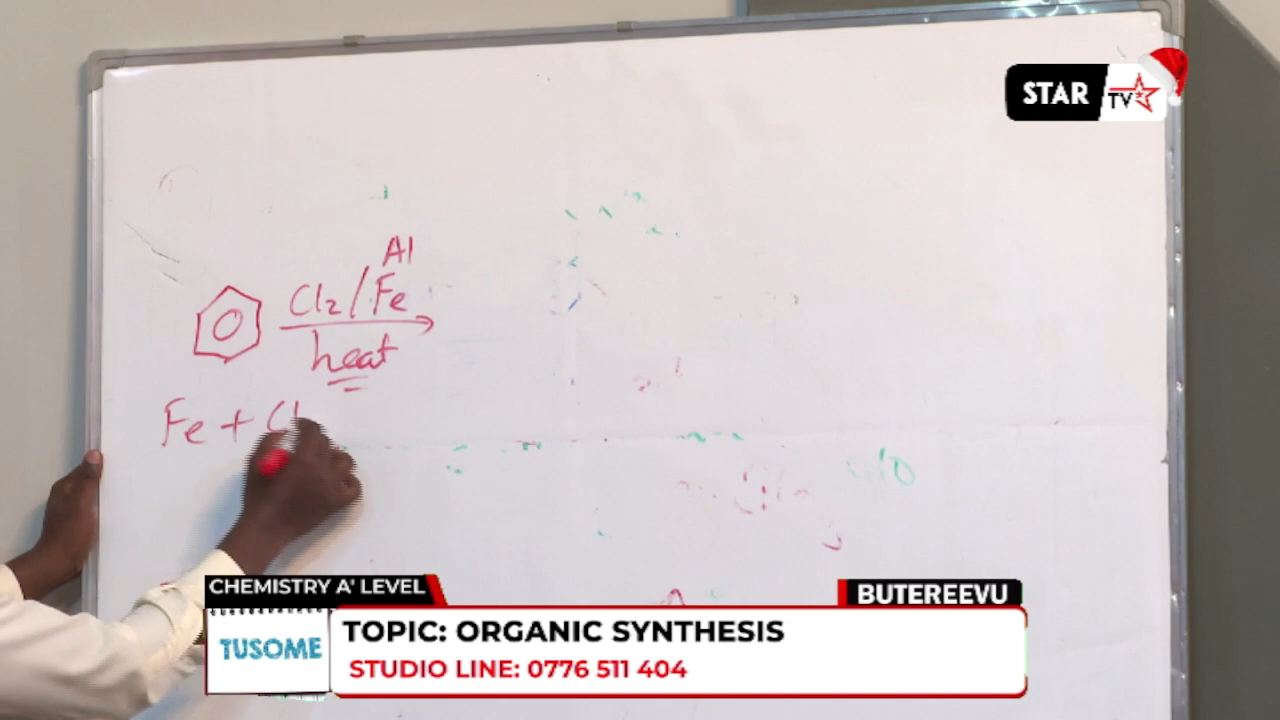 STAR TV
Al
Cl2/Fe
heat
Fe + Cl
CHEMISTRY A' LEVEL
BUTEREEVU
TUSOME
TOPIC: ORGANIC SYNTHESIS
STUDIO LINE: 0776 511 404